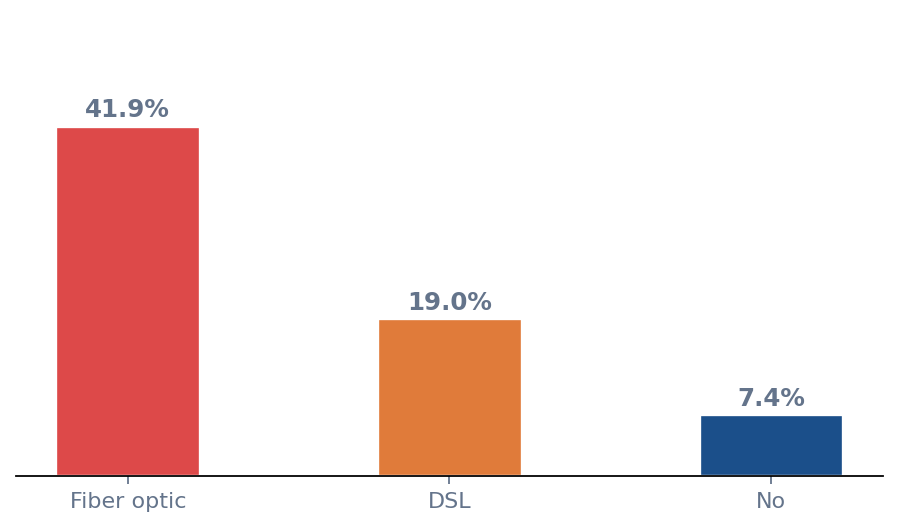 41.9%
19.0%
7.4%
Fiber optic
DSL
No